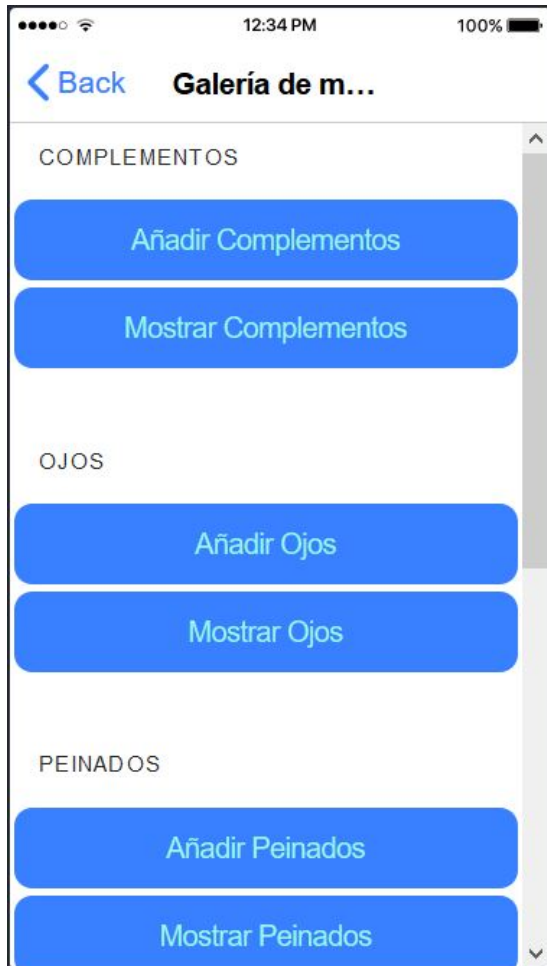 12:34 PM 100%
Back Galería de m...
COMPLEMENTOS
Añadir Complementos
Mostrar Complementos
OJOS
Añadir Ojos
Mostrar Ojos
PEINADOS
Añadir Peinados
Mostrar Peinados